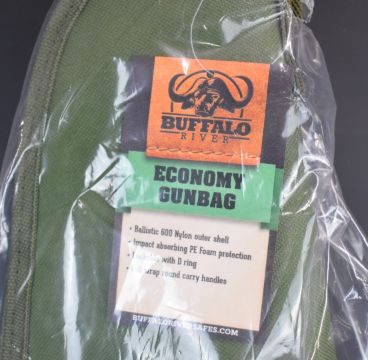 BUFFALO
RIVER
ECONOMY
GUNBAG
• Ballistic 600 Nylon outer shell
• Impact absorbing PE Foam protection
with D ring
wrap round carry handles
BUFFALORIVERSAFES.COM